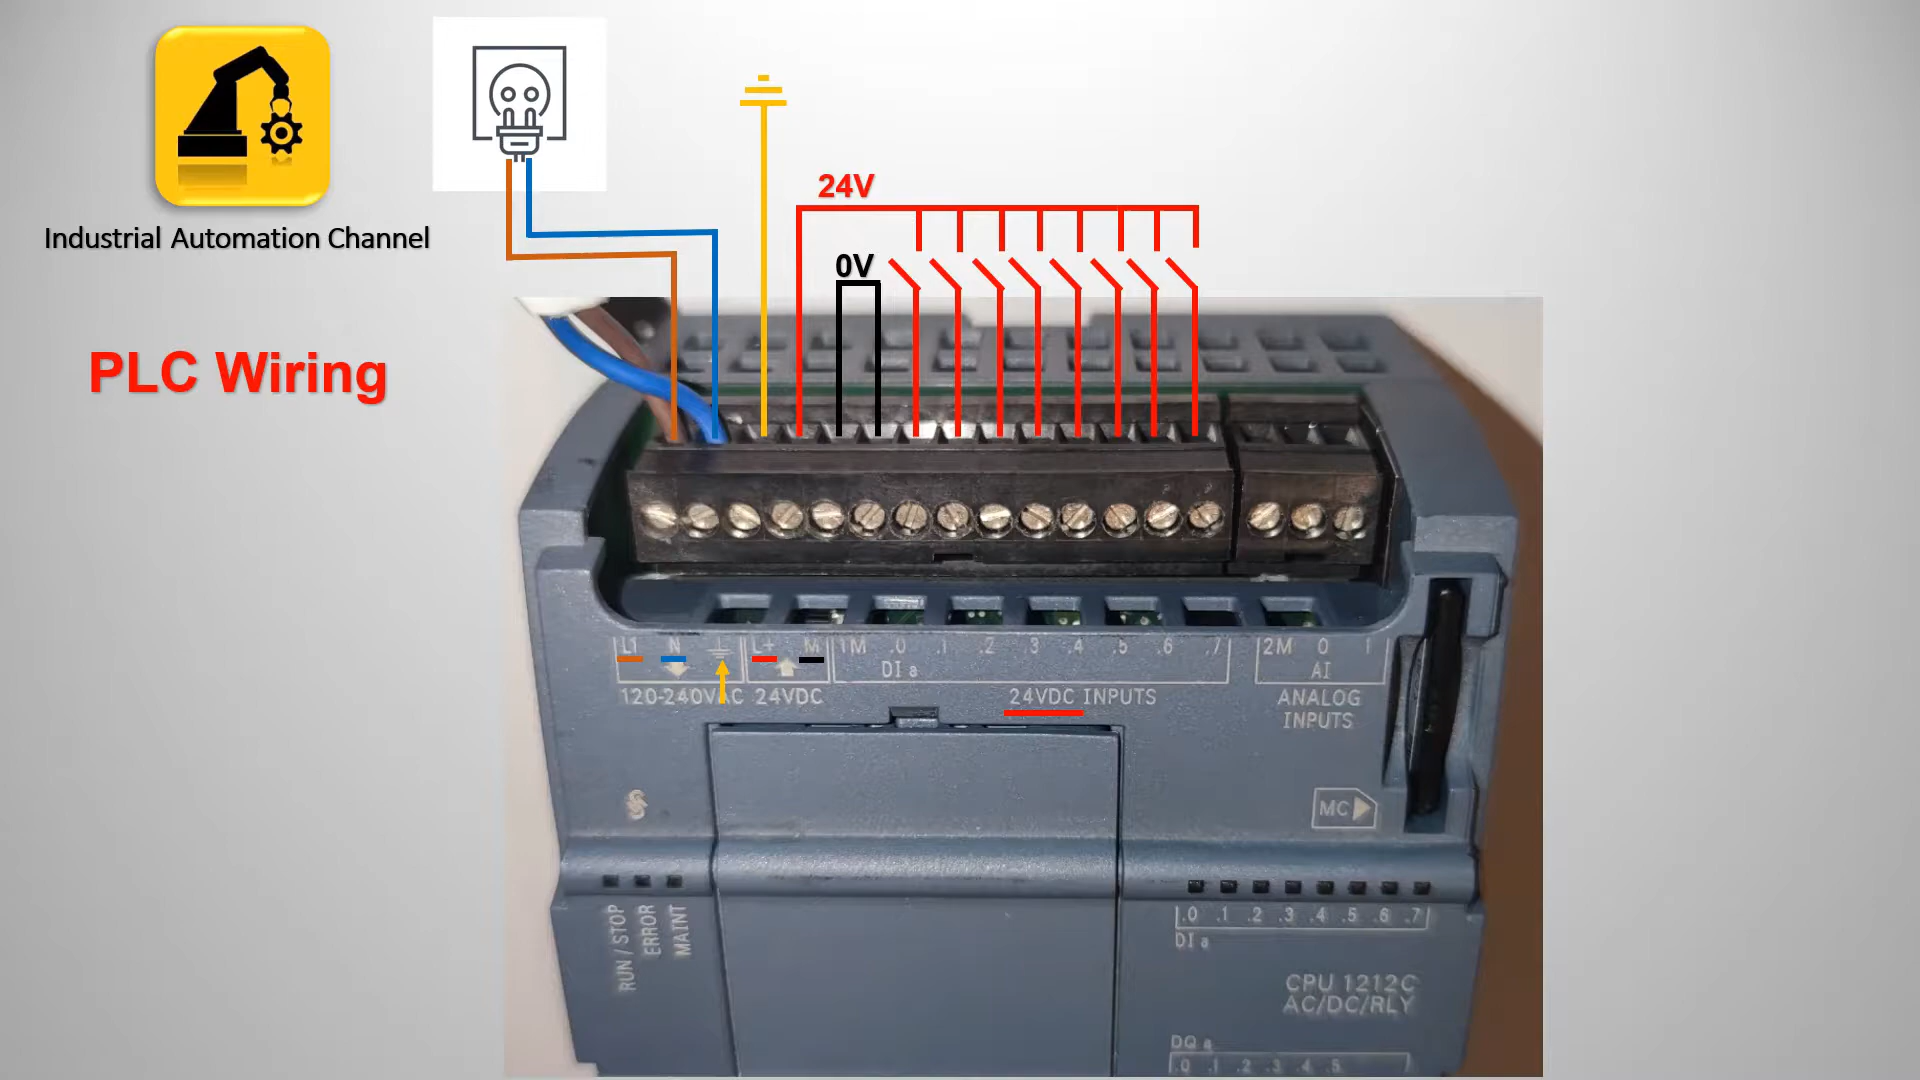 Industrial Automation Channel
PLC Wiring
24V
0V
L1 N L+ M 1M .0 .1 .2 .3 .4 .5 .6 .7 2M 0 1
DI a
AI
120-240VAC 24VDC 24VDC INPUTS ANALOG
INPUTS
MC
RUN / STOP
ERROR
MAINT
.0 .1 .2 .3 .4 .5 .6 .7
DI a
CPU 1212C
AC/DC/RLY
DQ a
.0 .1 .2 .3 .4 .5